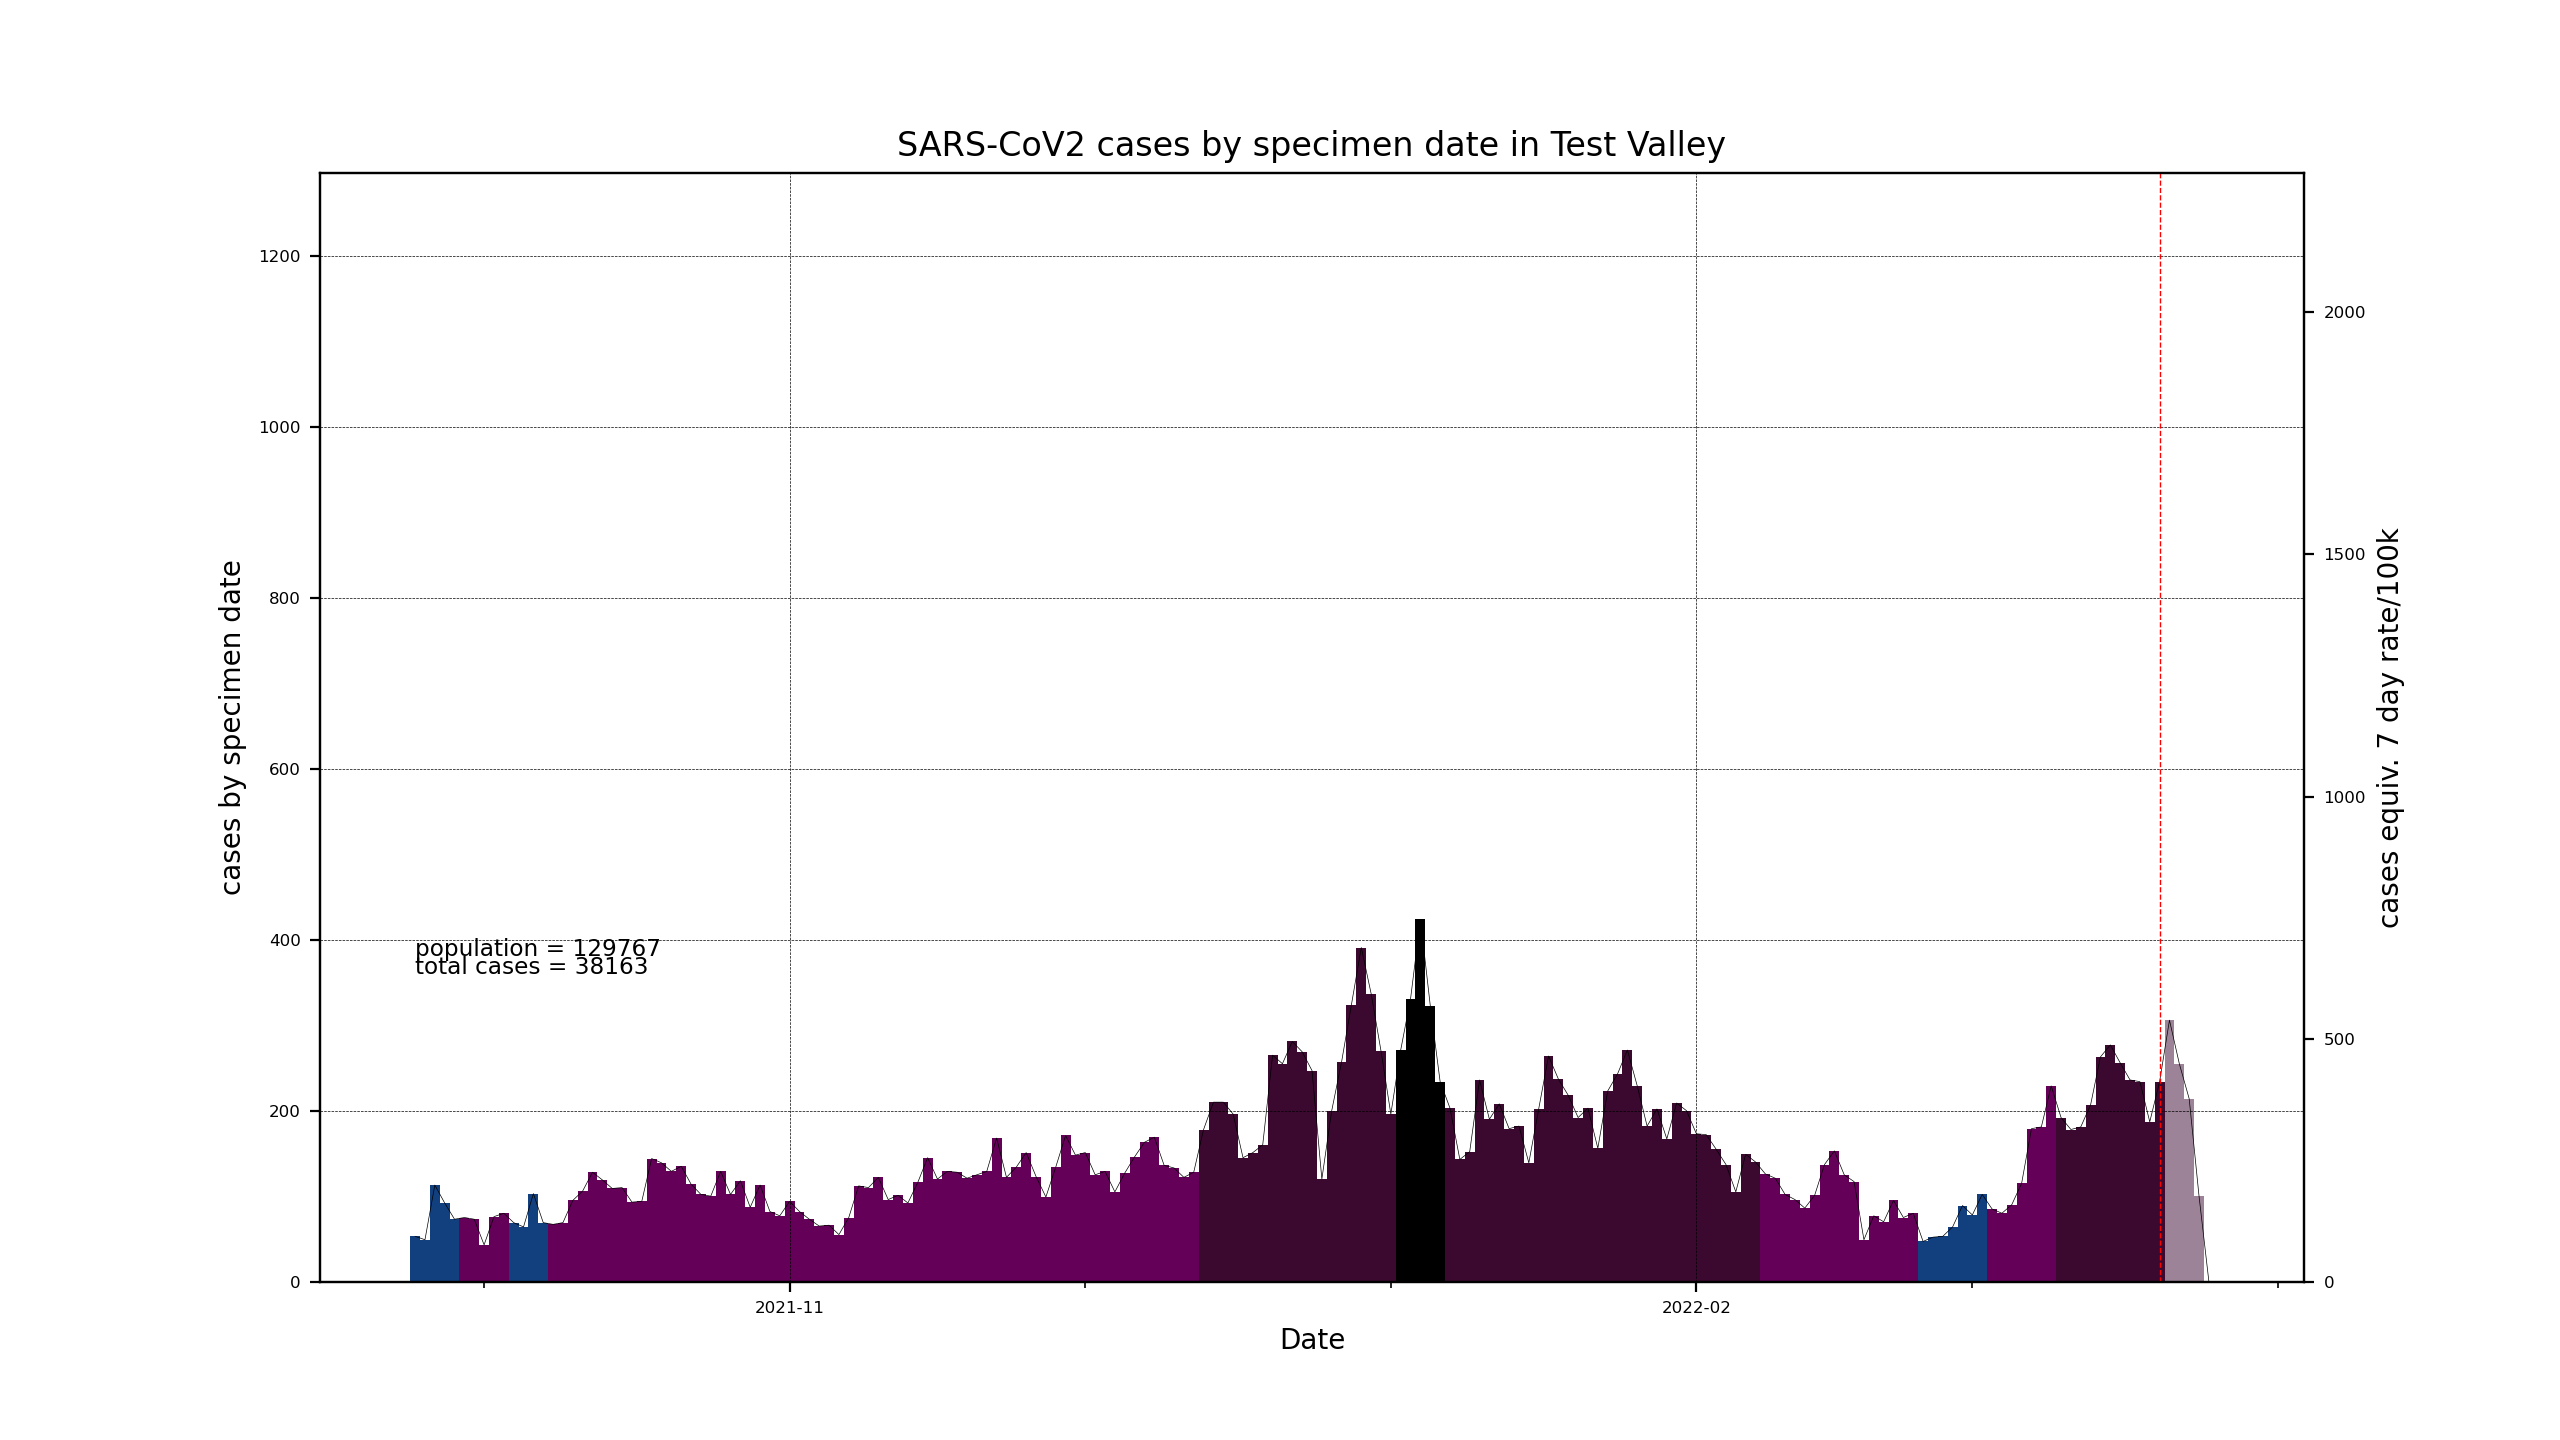 SARS-CoV2 cases by specimen date in Test Valley
cases by specimen date
1200
1000
800
600
400
200
0
population = 129767
total cases = 38163
2021-11
2022-02
Date
2000
1500
1000
500
0
cases equiv. 7 day rate/100k